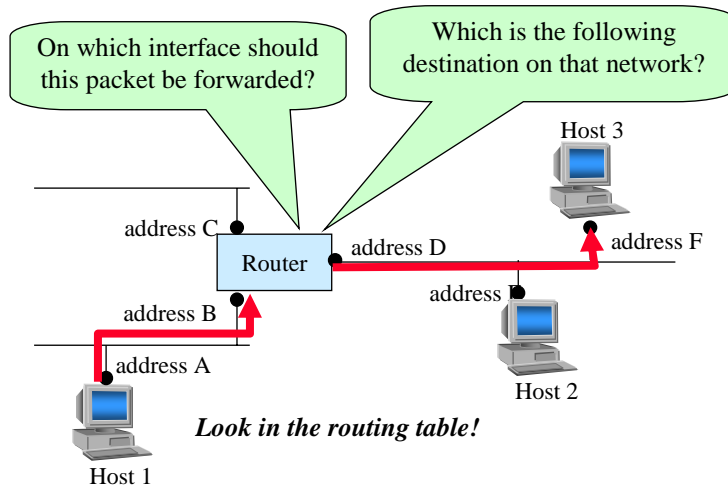 On which interface should
this packet be forwarded?
Which is the following
destination on that network?
Host 3
address C
address D
address F
Router
address B
address
address A
Host 2
Look in the routing table!
Host 1